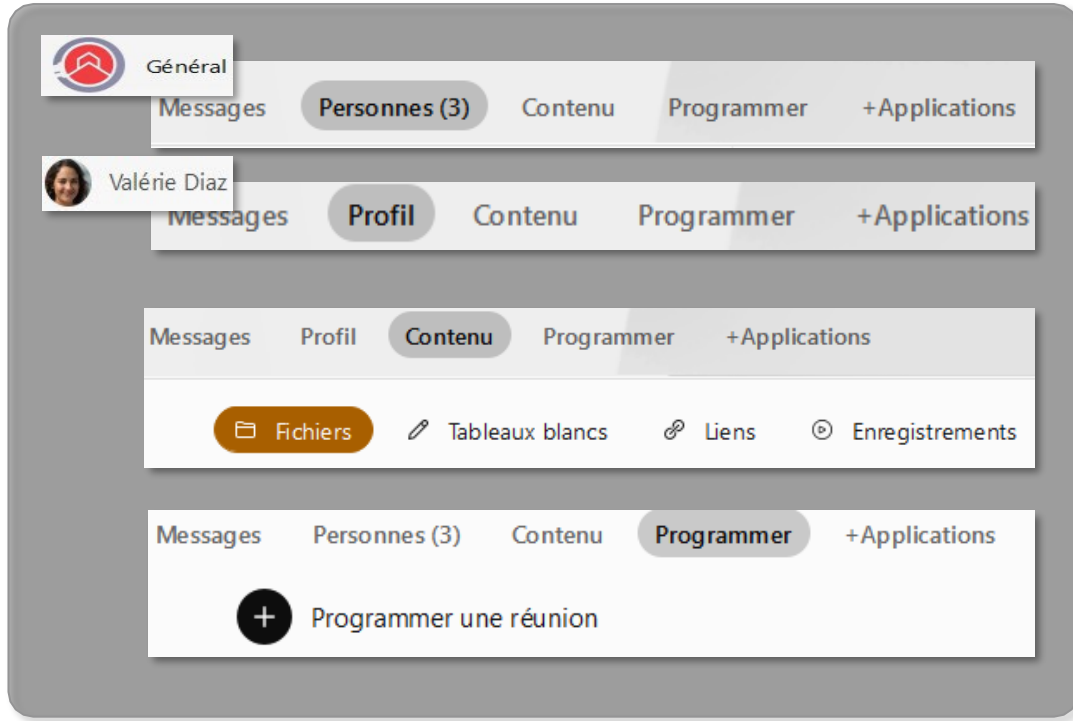 Général
Messages Personnes (3) Contenu Programmer +Applications
Valérie Diaz
Messages Profil Contenu Programmer +Applications
Messages Profil Contenu Programmer +Applications
Fichiers Tableaux blancs Liens Enregistrements
Messages Personnes (3) Contenu Programmer +Applications
Programmer une réunion